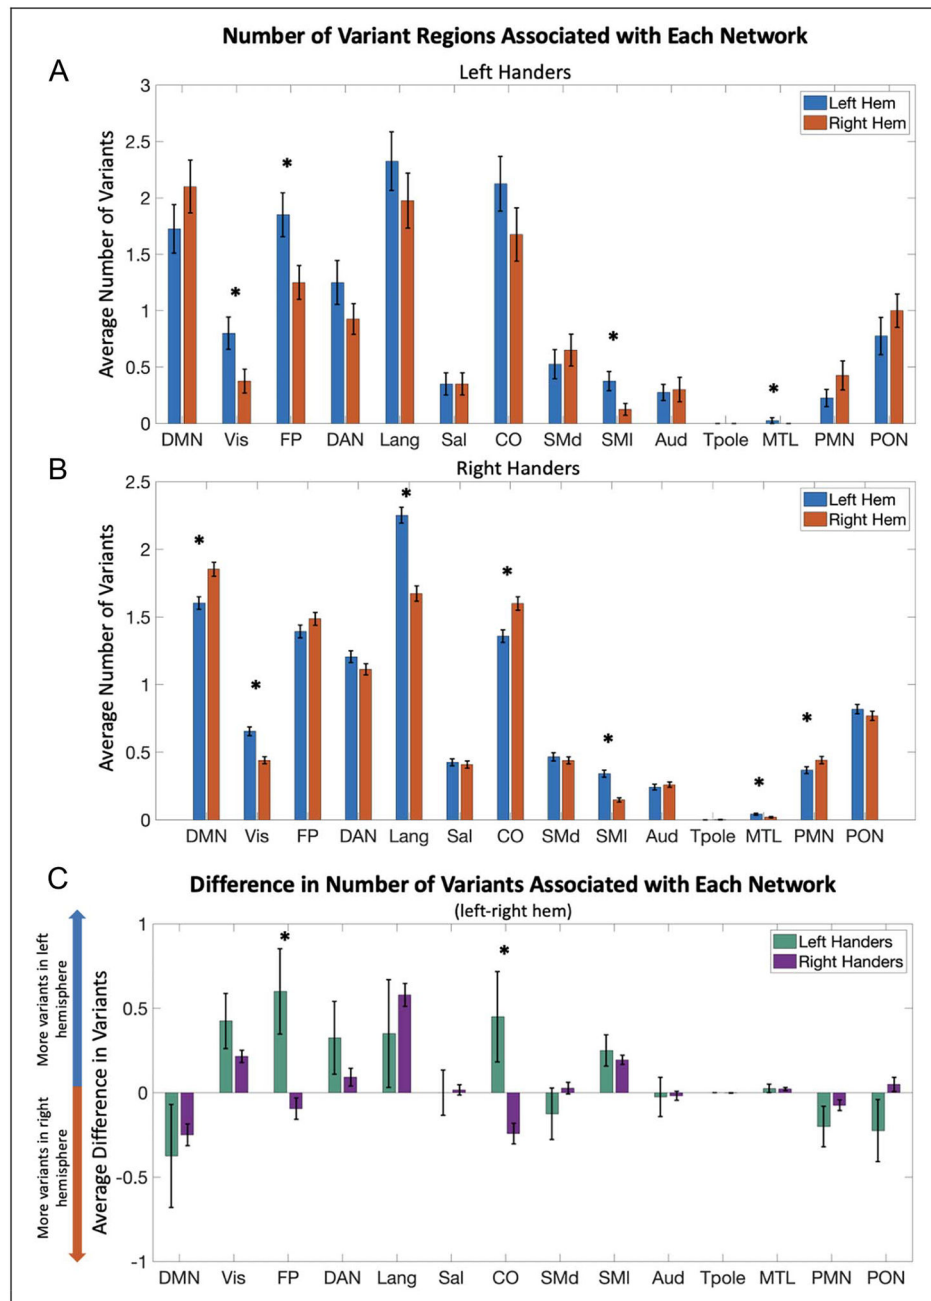 Number of Variant Regions Associated with Each Network
A
Left Handers
Average Number of Variants
3
2.5
2
1.5
1
0.5
0
Left Hem
Right Hem
*
*
*
*
DMN Vis FP DAN Lang Sal CO SMd SMl Aud Tpole MTL PMN PON
B
Right Handers
Average Number of Variants
2.5
2
1.5
1
0.5
0
Left Hem
Right Hem
*
*
*
*
*
*
*
DMN Vis FP DAN Lang Sal CO SMd SMl Aud Tpole MTL PMN PON
C
Difference in Number of Variants Associated with Each Network
(left-right hem)
More variants in left
hemisphere
More variants in right
hemisphere
Average Difference in Variants
1
0.5
0
-0.5
-1
Left Handers
Right Handers
*
*
DMN Vis FP DAN Lang Sal CO SMd SMl Aud Tpole MTL PMN PON